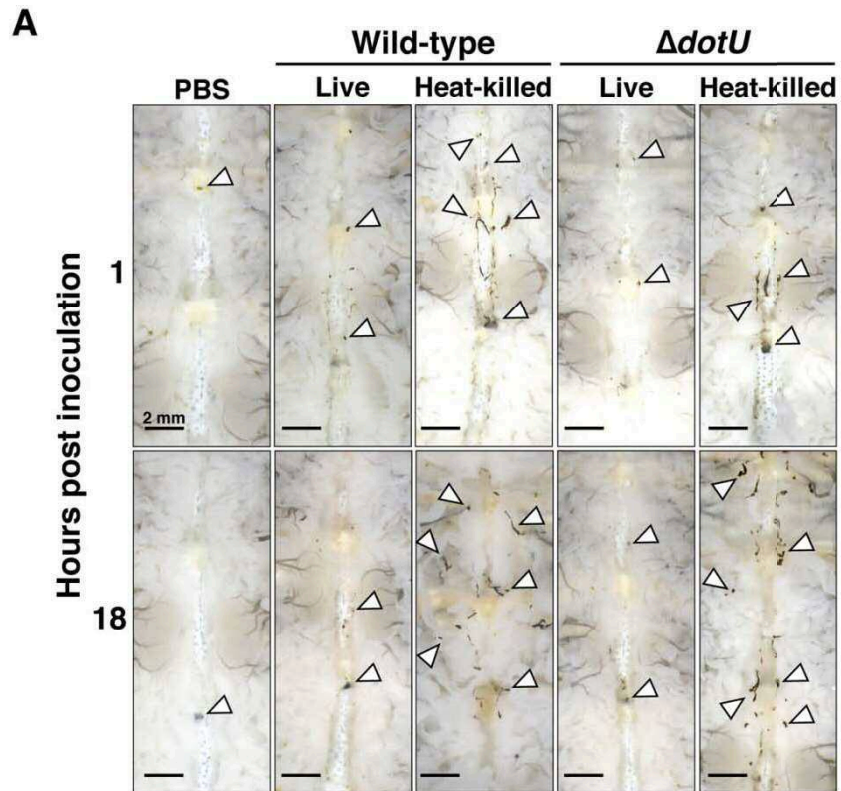 A
Wild-type
ΔdotU
PBS
Live
Heat-killed
Live
Heat-killed
Hours post inoculation
1
2 mm
18